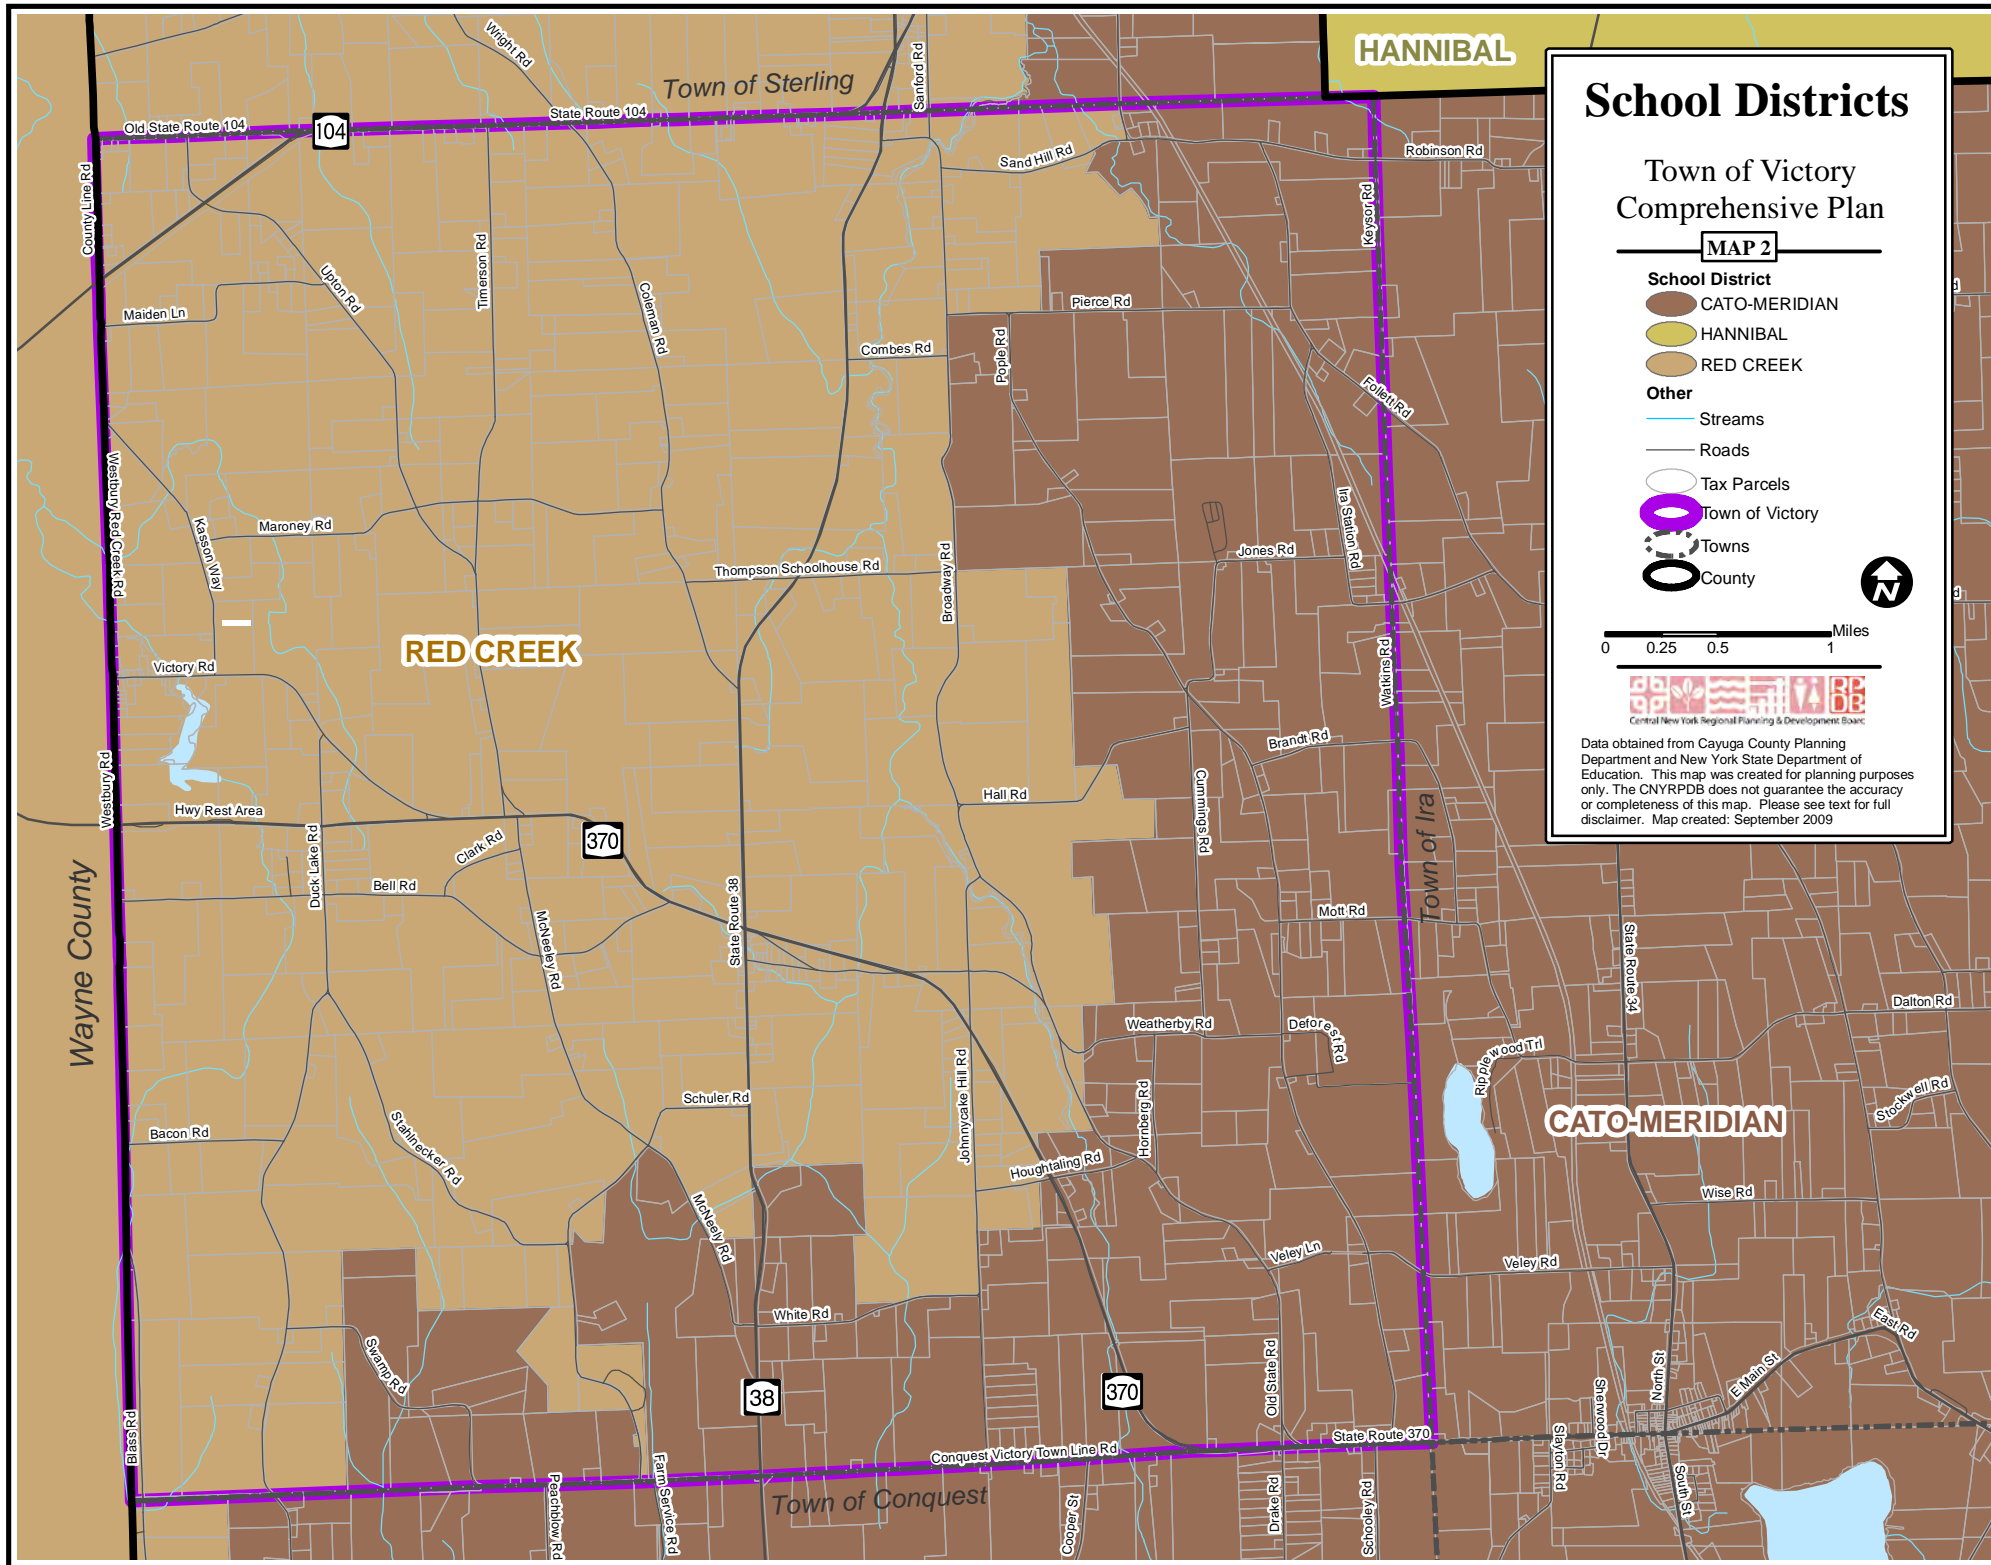 HANNIBAL
Town of Sterling
Wright Rd
Sanford Rd
Old State Route 104
104
State Route 104
Sand Hill Rd
Robinson Rd
County Line Rd
Keysor Rd
Timerson Rd
Upton Rd
Coleman Rd
Maiden Ln
Pierce Rd
Combes Rd
Pople Rd
Follett Rd
Westbury Red Creek Rd
Kasson Way
Maroney Rd
Ira Station Rd
Jones Rd
Thompson Schoolhouse Rd
Broadway Rd
RED CREEK
Victory Rd
Watkins Rd
Brandt Rd
Westbury Rd
Hwy Rest Area
Hall Rd
Cummings Rd
Town of Ira
370
Clark Rd
Duck Lake Rd
Bell Rd
Wayne County
McNeeley Rd
State Route 38
Mott Rd
State Route 34
Dalton Rd
Weatherby Rd
Deforest Rd
Ripplewood Trl
Johnnycake Hill Rd
Hornberg Rd
Schuler Rd
Stockwell Rd
CATO-MERIDIAN
Bacon Rd
Stahlnecker Rd
Houghtaling Rd
Wise Rd
McNeely Rd
Veley Ln
Veley Rd
White Rd
East Rd
Swamp Rd
Old State Rd
North St
E Main St
38
370
Sherwood Dr
Blass Rd
State Route 370
Conquest Victory Town Line Rd
Slayton Rd
South St
Peachblow Rd
Farm Service Rd
Town of Conquest
Cooper St
Drake Rd
Schooley Rd
School Districts
Town of Victory
Comprehensive Plan
MAP 2
School District
CATO-MERIDIAN
HANNIBAL
RED CREEK
Other
Streams
Roads
Tax Parcels
Town of Victory
Towns
County
N
Miles
0 0.25 0.5 1
RP
DB
Central New York Regional Planning & Development Board
Data obtained from Cayuga County Planning
Department and New York State Department of
Education. This map was created for planning purposes
only. The CNYRPDB does not guarantee the accuracy
or completeness of this map. Please see text for full
disclaimer. Map created: September 2009